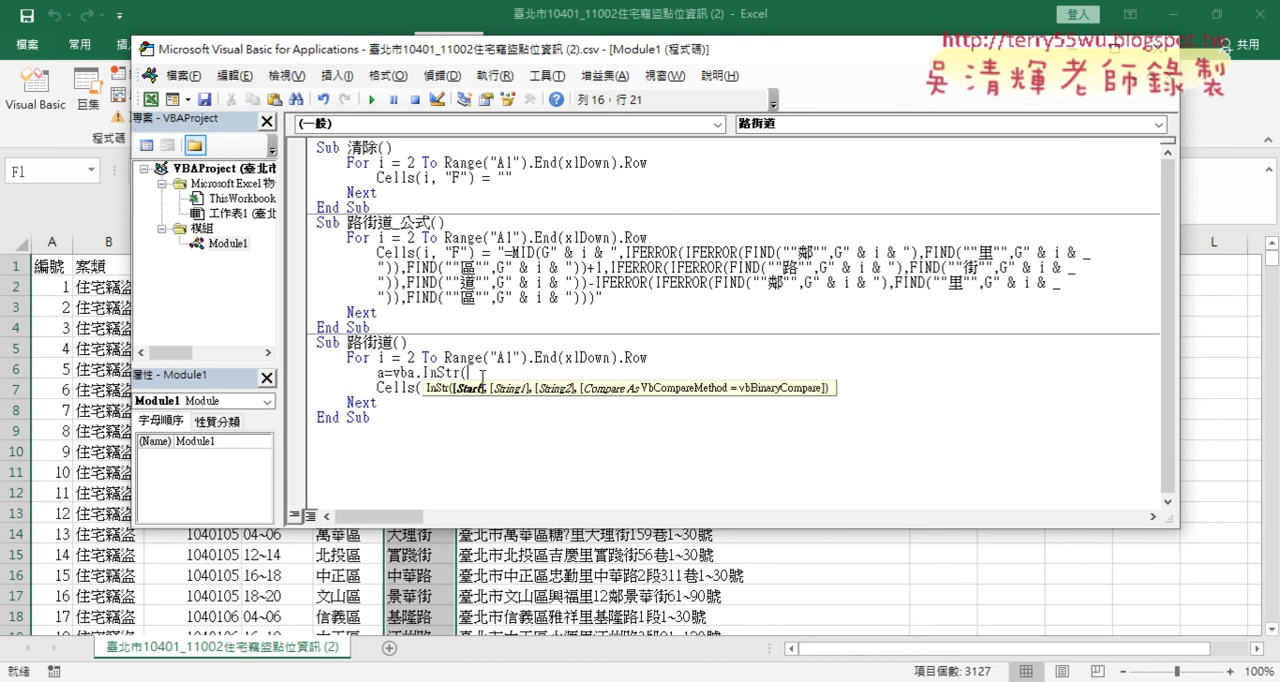 臺北市10401_11002住宅竊盜點位資訊 (2) - Excel
登入
檔案
常用
共用
http://terry55wu.blogspot.tw
吳清輝老師錄製
Visual Basic
巨集
程式碼
F1
Microsoft Visual Basic for Applications - 臺北市10401_11002住宅竊盜點位資訊 (2).csv - [Module1 (程式碼)]
檔案(F) 編輯(E) 檢視(V) 插入(I) 格式(O) 偵錯(D) 執行(R) 工具(T) 增益集(A) 視窗(W) 說明(H)
列 16，行 21
專案 - VBAProject
VBAProject (臺北市
Microsoft Excel 物
ThisWorkbook
工作表1 (臺北
模組
Module1
屬性 - Module1
Module1 Module
字母順序 性質分類
(Name) Module1
(一般)
路街道
Sub 清除()
For i = 2 To Range("A1").End(xlDown).Row
Cells(i, "F") = ""
Next
End Sub
Sub 路街道_公式()
For i = 2 To Range("A1").End(xlDown).Row
Cells(i, "F") = "=MID(G" & i & ",IFERROR(IFERROR(FIND(""鄰"",G" & i & "),FIND(""里"",G" & i & _
")),FIND(""區"",G" & i & "))+1,IFERROR(IFERROR(FIND(""路"",G" & i & "),FIND(""街"",G" & i & _
")),FIND(""道"",G" & i & "))-IFERROR(IFERROR(FIND(""鄰"",G" & i & "),FIND(""里"",G" & i & _
")),FIND(""區"",G" & i & ")))"
Next
End Sub
Sub 路街道()
For i = 2 To Range("A1").End(xlDown).Row
a=vba.InStr(
Cells(
InStr([Start], [String1], [String2], [Compare As VbCompareMethod = vbBinaryCompare])
Next
End Sub
A B L
1 編號 案類
2 1 住宅竊盜
3 2 住宅竊盜
4 3 住宅竊盜
5 4 住宅竊盜
6 5 住宅竊盜
7 6 住宅竊盜
8 7 住宅竊盜
9 8 住宅竊盜
10 9 住宅竊盜
11 10 住宅竊盜
12 11 住宅竊盜
13 12 住宅竊盜
14 13 住宅竊盜 1040105 04~06 萬華區 大理街 臺北市萬華區糖?里大理街159巷1~30號
15 14 住宅竊盜 1040105 12~14 北投區 實踐街 臺北市北投區吉慶里實踐街56巷1~30號
16 15 住宅竊盜 1040105 16~18 中正區 中華路 臺北市中正區忠勤里中華路2段311巷1~30號
17 16 住宅竊盜 1040105 18~20 文山區 景華街 臺北市文山區興福里12鄰景華街61~90號
18 17 住宅竊盜 1040106 04~06 信義區 基隆路 臺北市信義區雅祥里基隆路1段1~30號
臺北市10401_11002住宅竊盜點位資訊 (2)
就緒
項目個數: 3127
100%